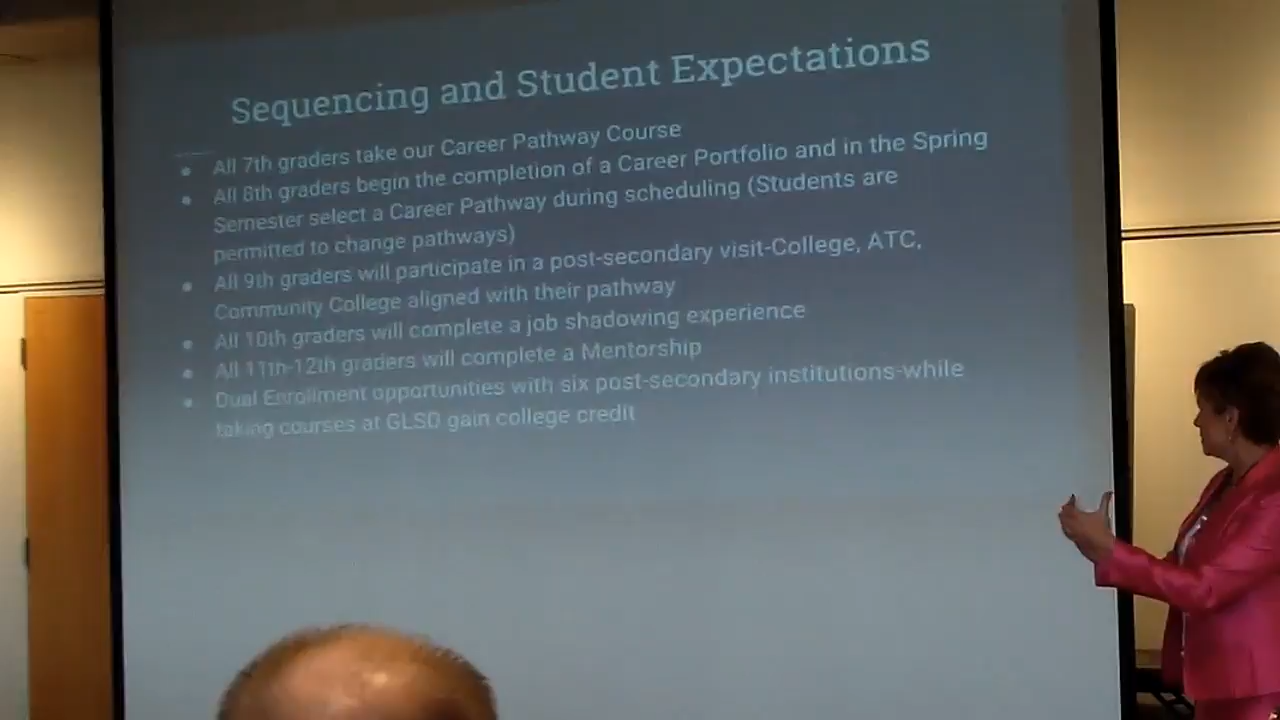 Sequencing and Student Expectations
• All 7th graders take our Career Pathway Course
• All 8th graders begin the completion of a Career Portfolio and in the Spring
Semester select a Career Pathway during scheduling (Students are
permitted to change pathways)
• All 9th graders will participate in a post-secondary visit-College, ATC,
Community College aligned with their pathway
• All 10th graders will complete a job shadowing experience
• All 11th-12th graders will complete a Mentorship
• Dual Enrollment opportunities with six post-secondary institutions-while
taking courses at GLSD gain college credit